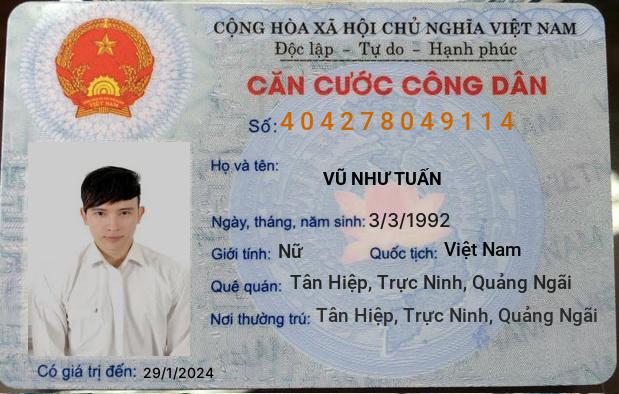 CỘNG HÒA XÃ HỘI CHỦ NGHĨA VIỆT NAM
Độc lập - Tự do - Hạnh phúc
CĂN CƯỚC CÔNG DÂN
Số: 404278049114
Họ và tên:
VŨ NHƯ TUẤN
Ngày, tháng, năm sinh: 3/3/1992
Giới tính: Nữ Quốc tịch: Việt Nam
Quê quán: Tân Hiệp, Trực Ninh, Quảng Ngãi
Nơi thường trú: Tân Hiệp, Trực Ninh, Quảng Ngãi
Có giá trị đến: 29/1/2024
VIỆT NAM